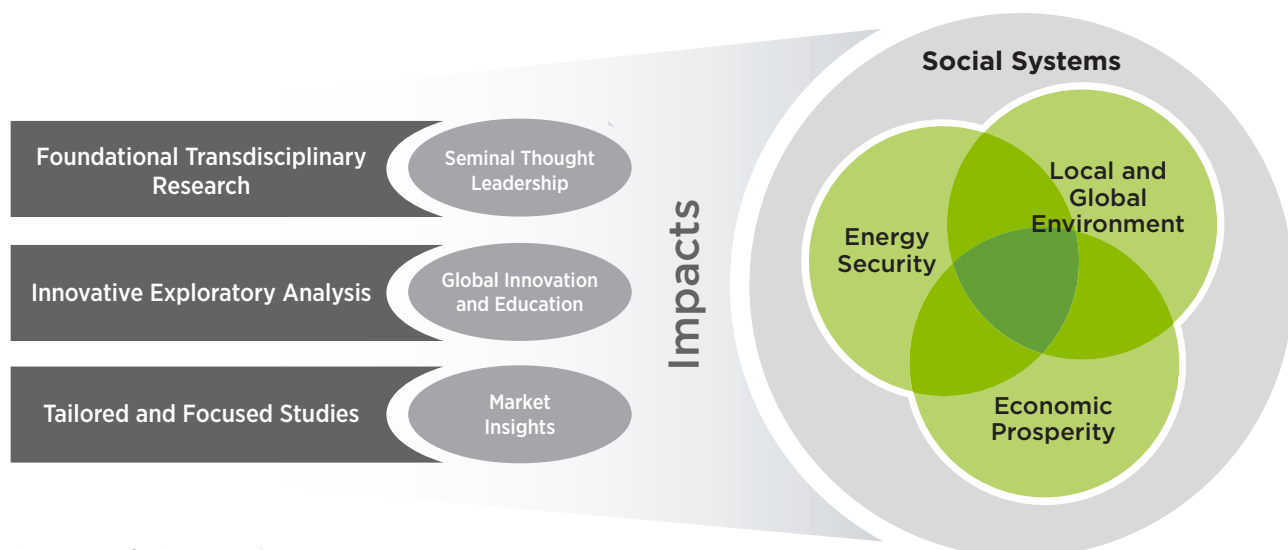 Social Systems
Foundational Transdisciplinary
Research
Seminal Thought
Leadership
Innovative Exploratory Analysis
Global Innovation
and Education
Tailored and Focused Studies
Market
Insights
Impacts
Energy
Security
Local and
Global
Environment
Economic
Prosperity